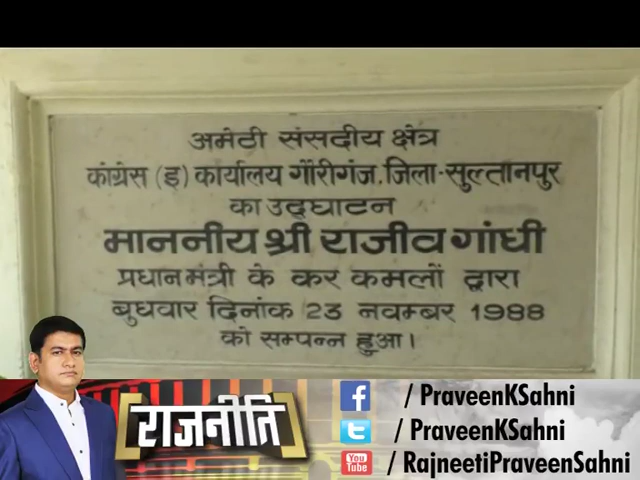 अमेठी संसदीय क्षेत्र
कांग्रेस (इ) कार्यालय गौरीगंज, जिला-सुल्तानपुर
का उद्घाटन
माननीय श्री राजीव गांधी
प्रधानमंत्री के कर कमलों द्वारा
बुधवार दिनांक 23 नवम्बर 1988
को सम्पन्न हुआ।
राजनीति
f / PraveenKSahni
t / PraveenKSahni
You Tube / RajneetiPraveenSahni